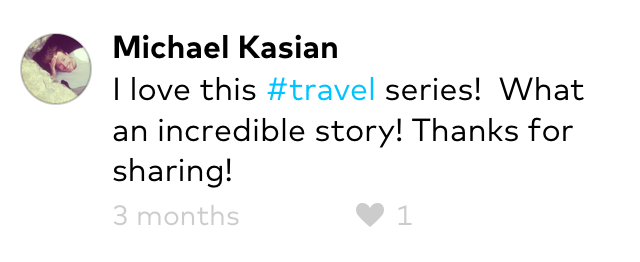 Michael Kasian
I love this #travel series!  What
an incredible story! Thanks for
sharing!
3 months 1